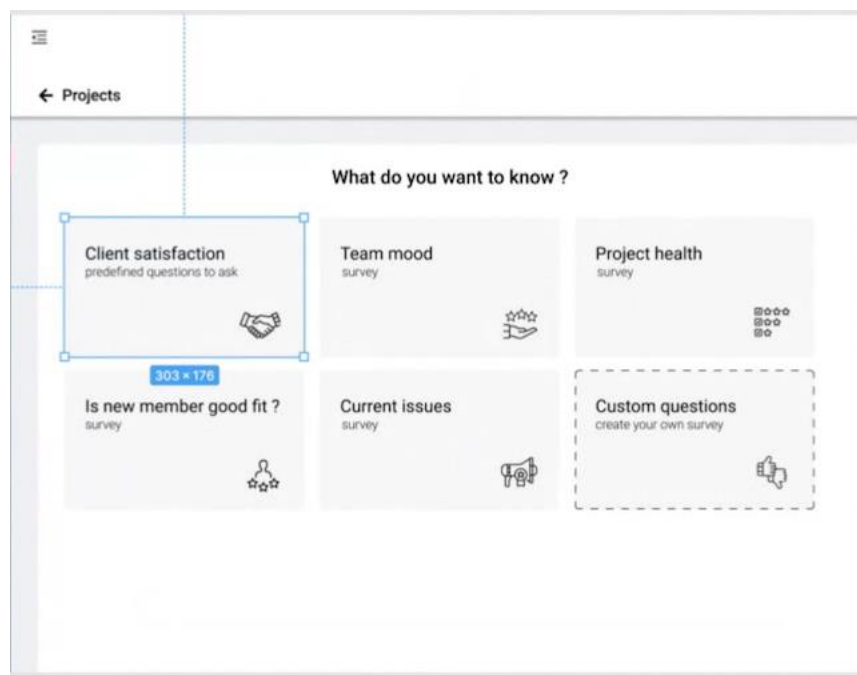 Projects
What do you want to know ?
Client satisfaction
predefined questions to ask
Team mood
survey
Project health
survey
303 × 176
Is new member good fit ?
survey
Current issues
survey
Custom questions
create your own survey